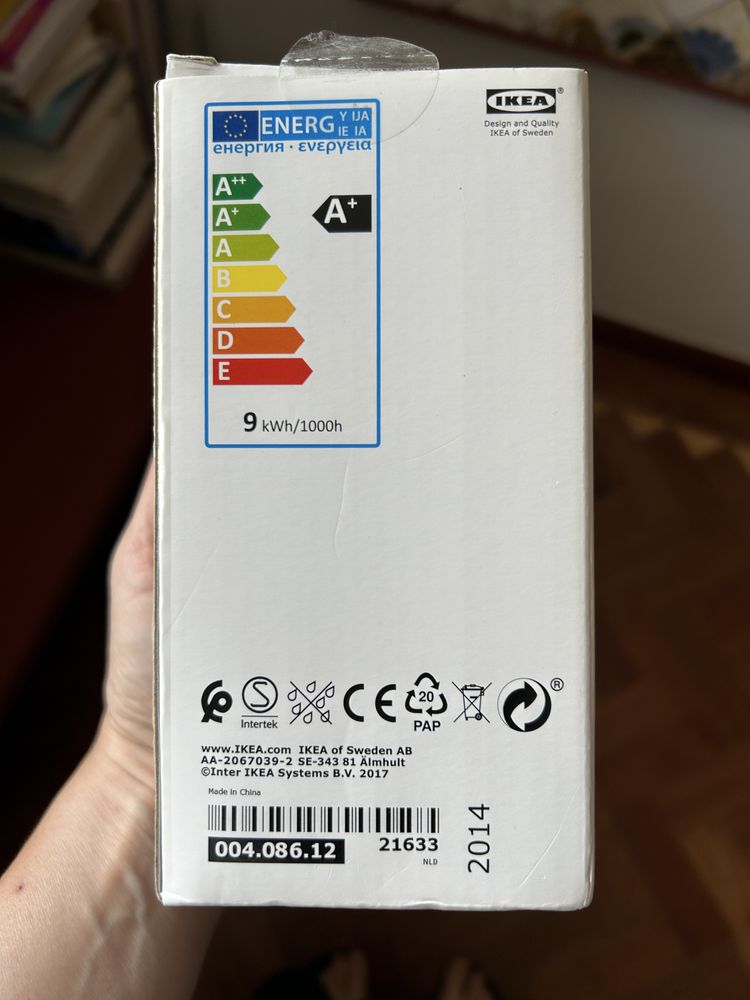 ENERG Y IJA
IE IA
енергия · ενεργεια
IKEA®
Design and Quality
IKEA of Sweden
A++
A+
A+
A
B
C
D
E
9 kWh/1000h
S
Intertek
CE
20
PAP
®
www.IKEA.com IKEA of Sweden AB
AA-2067039-2 SE-343 81 Älmhult
©Inter IKEA Systems B.V. 2017
Made in China
004.086.12
21633
NLD
2014